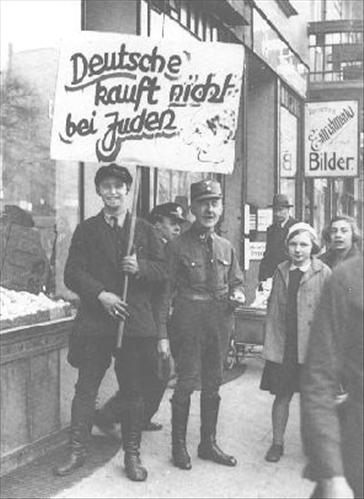 Deutsche
kauft nicht
bei Juden
Bilder.